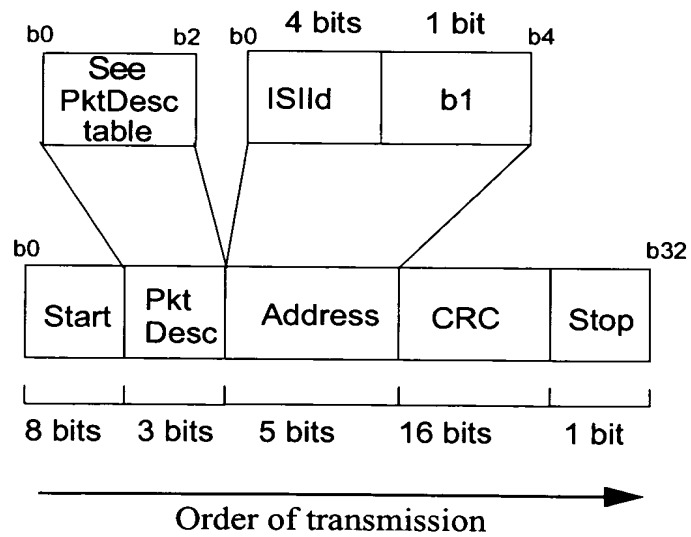 4 bits 1 bit
b0 b2 b0 b4
See
PktDesc
table
ISIId b1
b0 b32
Start Pkt
Desc Address CRC Stop
8 bits 3 bits 5 bits 16 bits 1 bit
Order of transmission